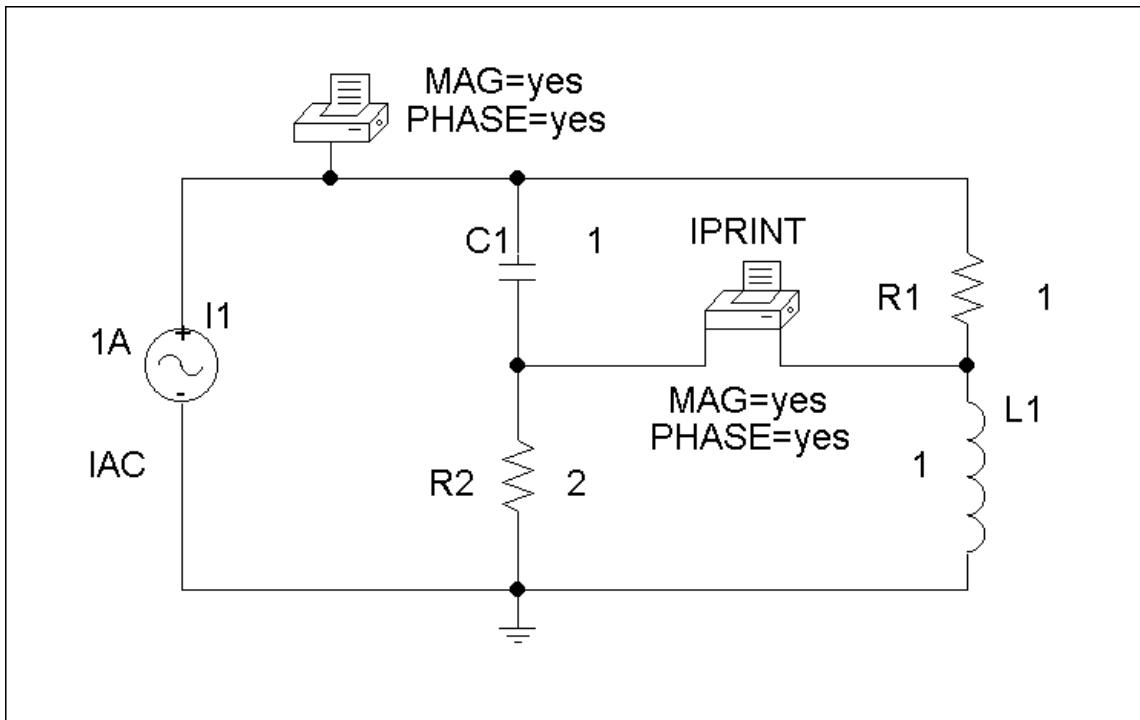 MAG=yes
PHASE=yes
C1
1
IPRINT
R1
1
I1
1A
+
-
MAG=yes
PHASE=yes
L1
1
IAC
R2
2